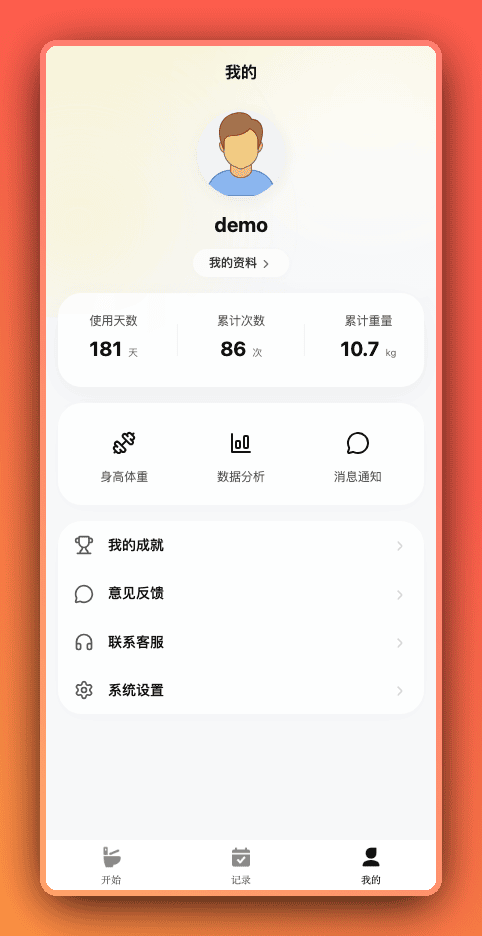 我的
demo
我的资料
使用天数 累计次数 累计重量
181 天 86 次 10.7 kg
身高体重 数据分析 消息通知
我的成就
意见反馈
联系客服
系统设置
开始 记录 我的